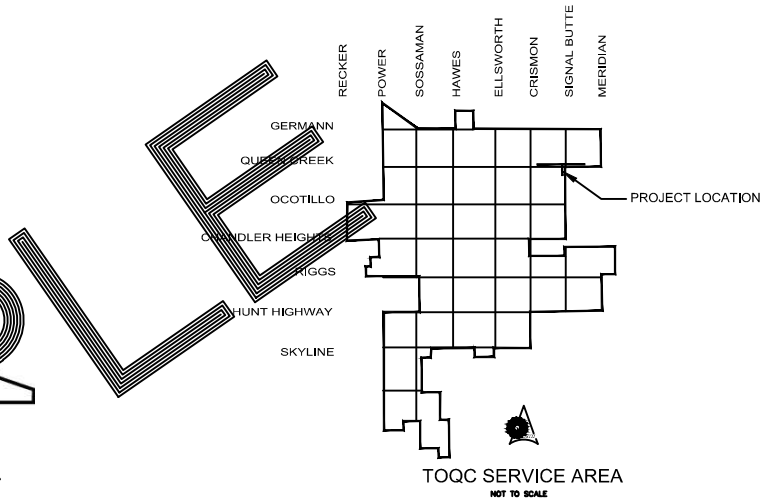 RECKER
POWER
SOSSAMAN
HAWES
ELLSWORTH
CRISMON
SIGNAL BUTTE
MERIDIAN
GERMANN
QUEEN CREEK
OCOTILLO
CHANDLER HEIGHTS
RIGGS
HUNT HIGHWAY
SKYLINE
PROJECT LOCATION
LE
TOQC SERVICE AREA
NOT TO SCALE